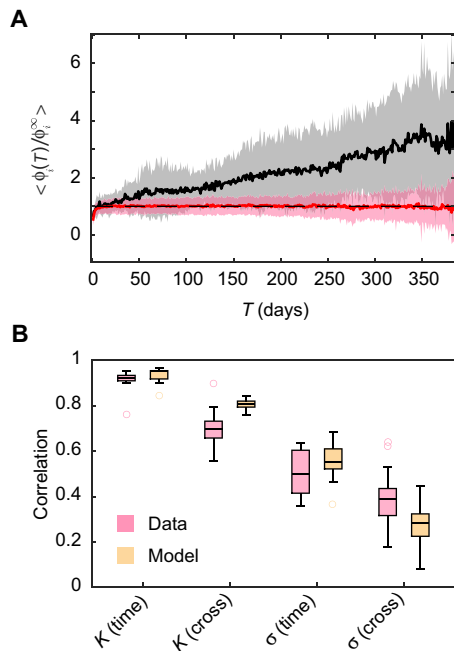 A
< ϕᵢ(T)/ϕᵢ^∞ >
6
4
2
0
0 50 100 150 200 250 300 350
T (days)
B
Correlation
1
0.8
0.6
0.4
0.2
0
Data
Model
K (time)
K (cross)
σ (time)
σ (cross)